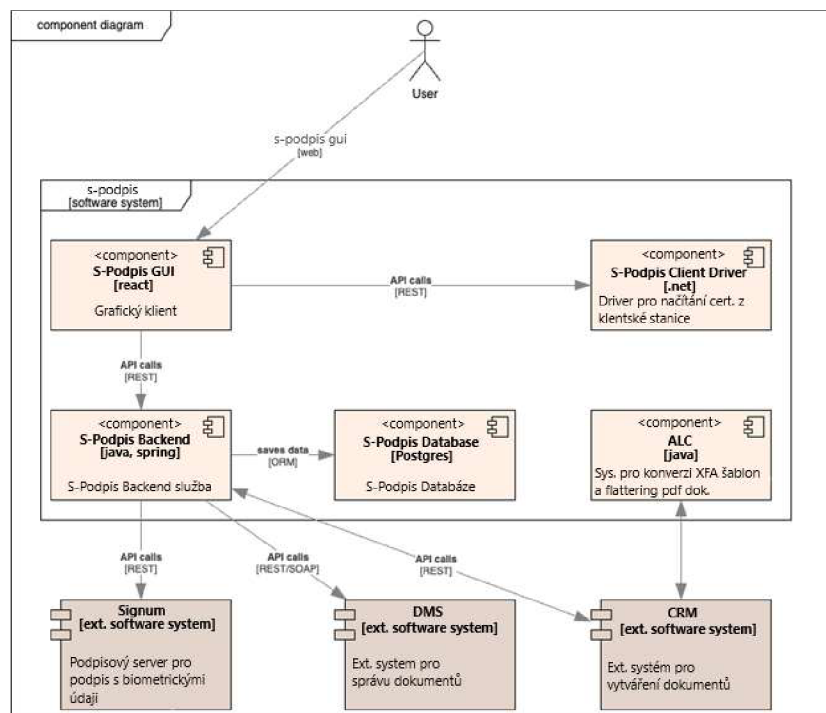 component diagram
User
s-podpis gui
[web]
s-podpis
[software system]
<component>
S-Podpis GUI
[react]
Grafický klient
API calls
[REST]
<component>
S-Podpis Client Driver
[.net]
Driver pro načítání cert. z
klentské stanice
API calls
[REST]
<component>
S-Podpis Backend
[java, spring]
S-Podpis Backend služba
saves data
[ORM]
<component>
S-Podpis Database
[Postgres]
S-Podpis Databáze
<component>
ALC
[java]
Sys. pro konverzi XFA šablon
a flattering pdf dok.
API calls
[REST]
API calls
[REST/SOAP]
API calls
[REST]
Signum
[ext. software system]
Podpisový server pro
podpis s biometrickými
údaji
DMS
[ext. software system]
Ext. system pro
správu dokumentů
CRM
[ext. software system]
Ext. systém pro
vytváření dokumentů